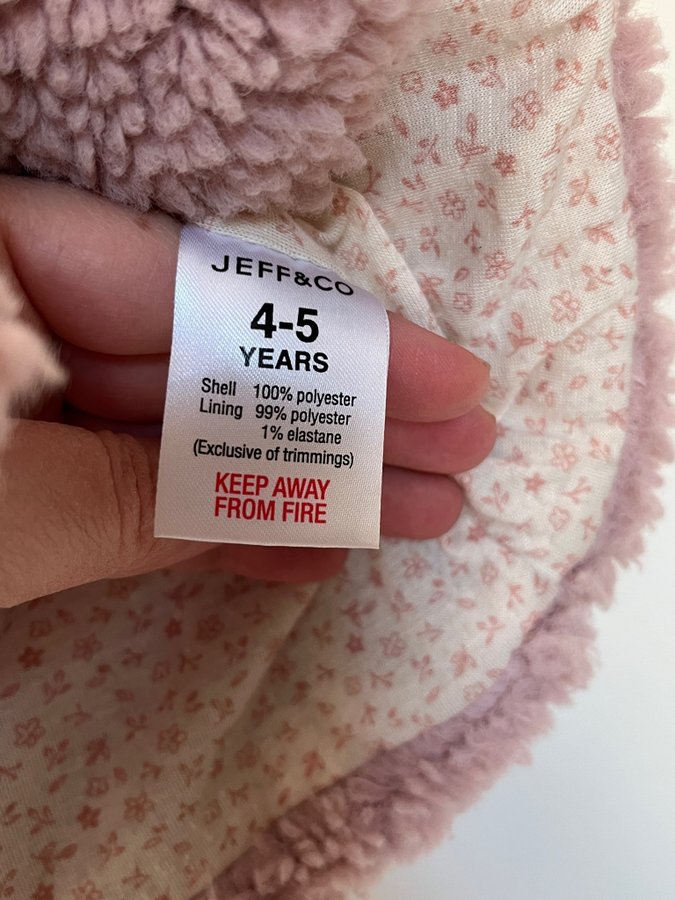 JEFF&CO
4-5
YEARS
Shell 100% polyester
Lining 99% polyester
1% elastane
(Exclusive of trimmings)
KEEP AWAY
FROM FIRE